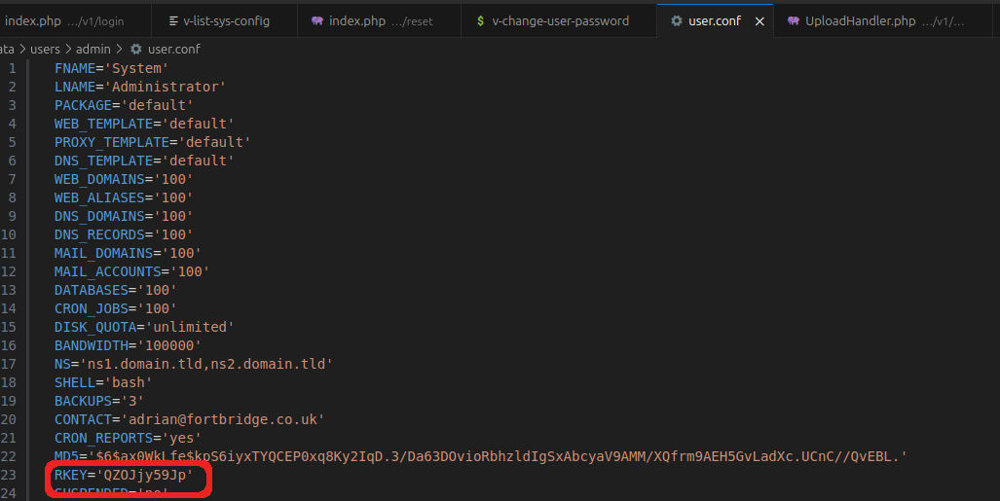 index.php .../v1/login v-list-sys-config index.php .../reset $ v-change-user-password user.conf × UploadHandler.php .../v1/...
ata > users > admin > user.conf
1 FNAME='System'
2 LNAME='Administrator'
3 PACKAGE='default'
4 WEB_TEMPLATE='default'
5 PROXY_TEMPLATE='default'
6 DNS_TEMPLATE='default'
7 WEB_DOMAINS='100'
8 WEB_ALIASES='100'
9 DNS_DOMAINS='100'
10 DNS_RECORDS='100'
11 MAIL_DOMAINS='100'
12 MAIL_ACCOUNTS='100'
13 DATABASES='100'
14 CRON_JOBS='100'
15 DISK_QUOTA='unlimited'
16 BANDWIDTH='100000'
17 NS='ns1.domain.tld,ns2.domain.tld'
18 SHELL='bash'
19 BACKUPS='3'
20 CONTACT='adrian@fortbridge.co.uk'
21 CRON_REPORTS='yes'
22 MD5='$6$ax0WkLfe$kpS6iyxTYQCEP0xq8Ky2IqD.3/Da63DOvioRbhzldIgSxAbcyaV9AMM/XQfrm9AEH5GvLadXc.UCnC//QvEBL.'
23 RKEY='QZOJjy59Jp'
24 SUSPENDED='no'